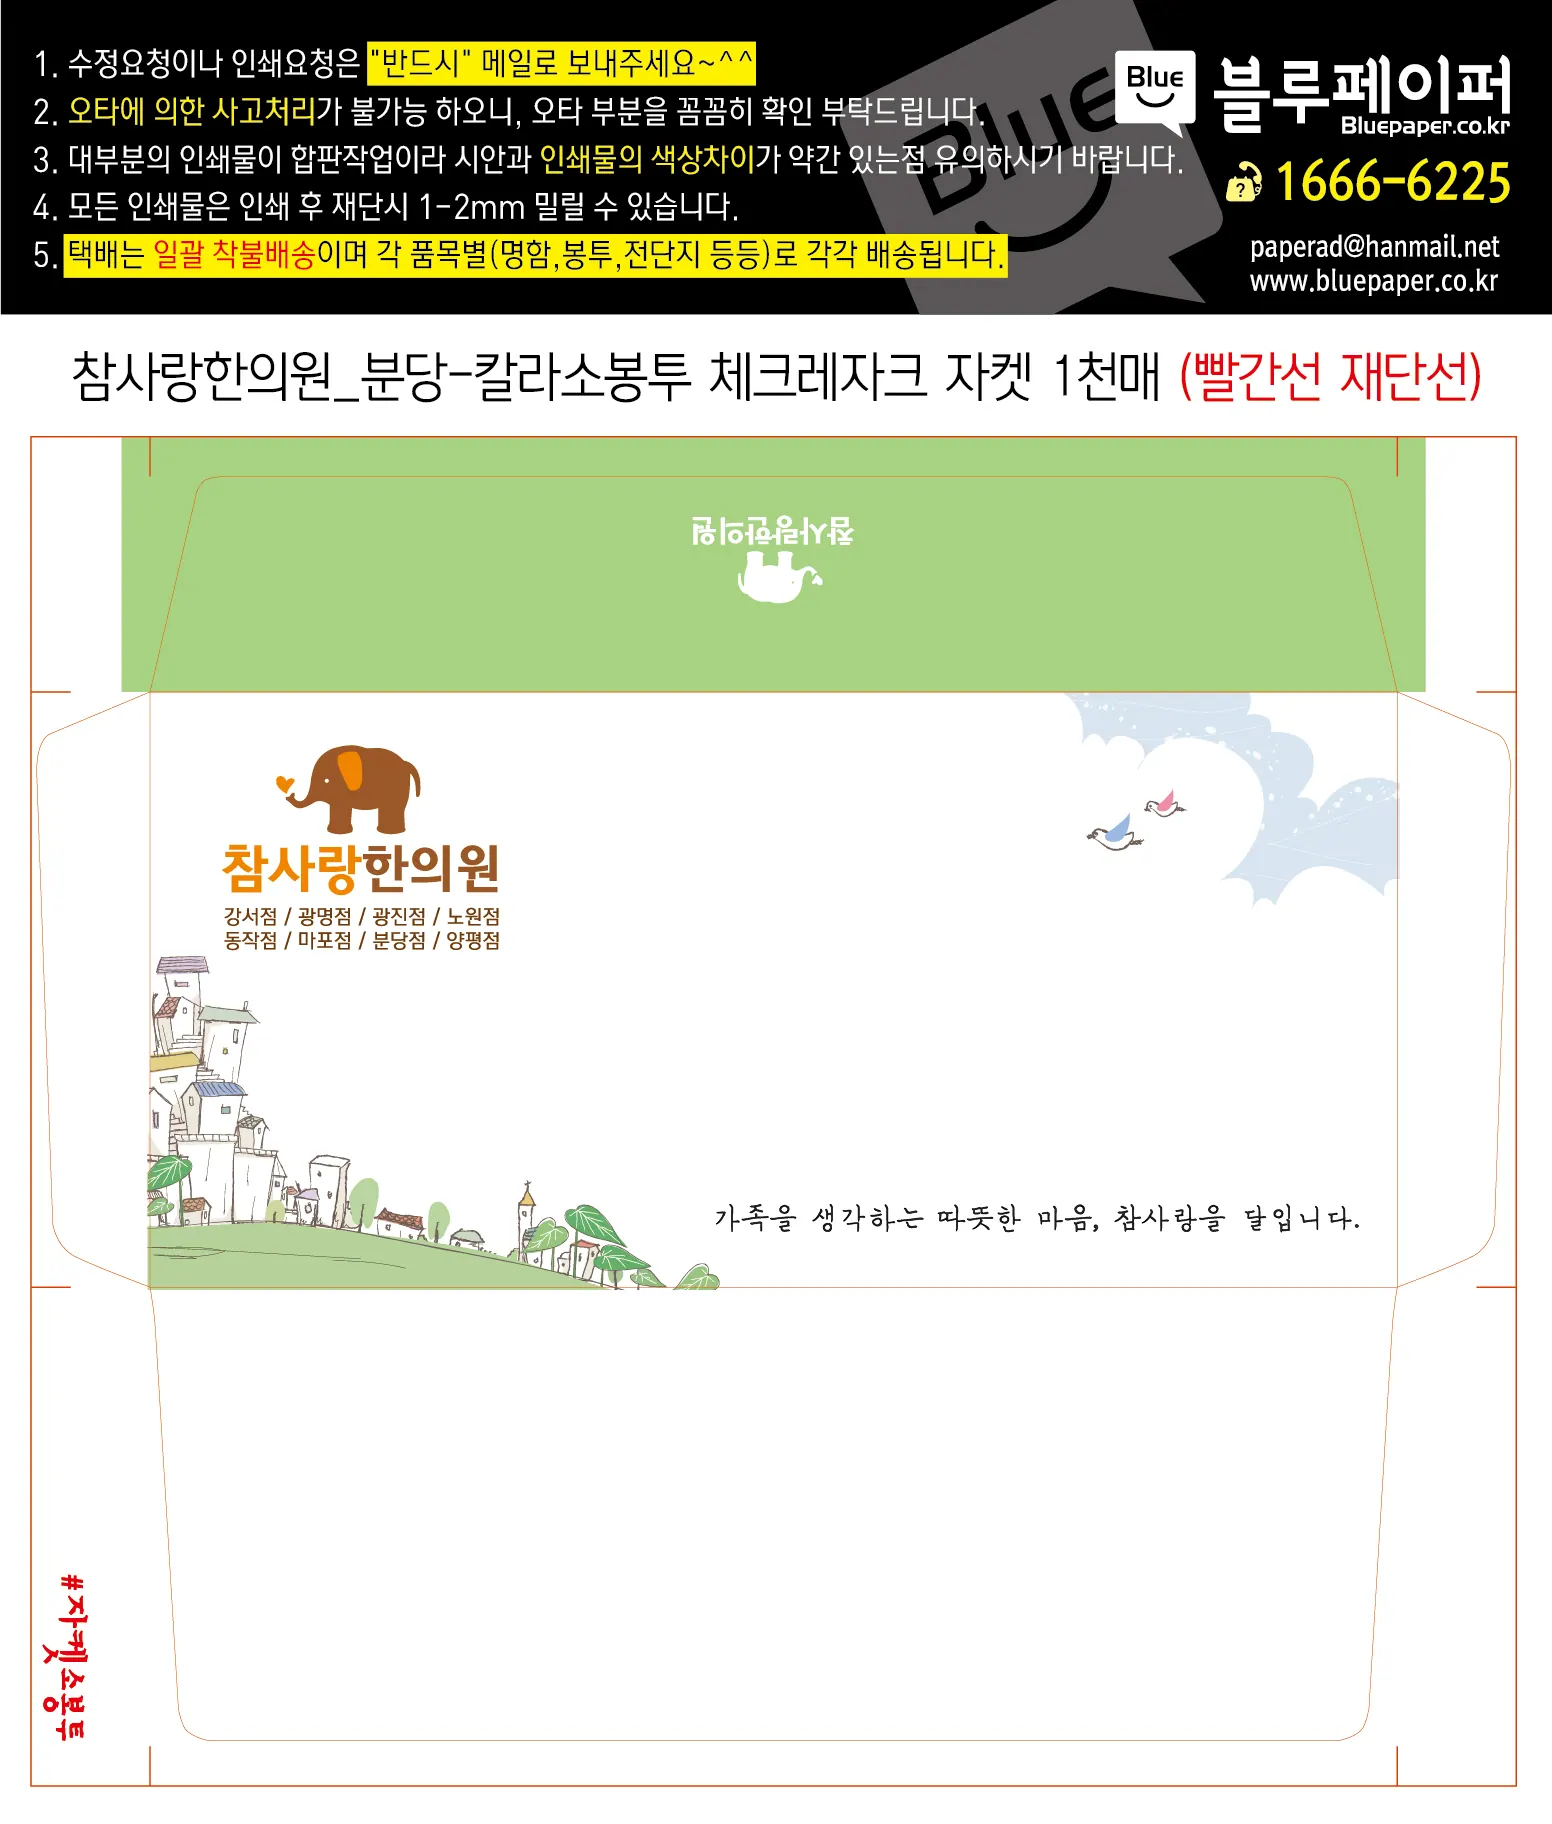 1. 수정요청이나 인쇄요청은 "반드시" 메일로 보내주세요~^^
2. 오타에 의한 사고처리가 불가능 하오니, 오타 부분을 꼼꼼히 확인 부탁드립니다.
3. 대부분의 인쇄물이 합판작업이라 시안과 인쇄물의 색상차이가 약간 있는점 유의하시기 바랍니다.
4. 모든 인쇄물은 인쇄 후 재단시 1-2mm 밀릴 수 있습니다.
5. 택배는 일괄 착불배송이며 각 품목별(명함,봉투,전단지 등등)로 각각 배송됩니다.
Blue
Blue
블루페이퍼
Bluepaper.co.kr
1666-6225
paperad@hanmail.net
www.bluepaper.co.kr
참사랑한의원_분당-칼라소봉투 체크레자크 자켓 1천매 (빨간선 재단선)
참사랑한의원
참사랑한의원
강서점 / 광명점 / 광진점 / 노원점
동작점 / 마포점 / 분당점 / 양평점
가족을 생각하는 따뜻한 마음, 참사랑을 달입니다.
#자켓소봉투